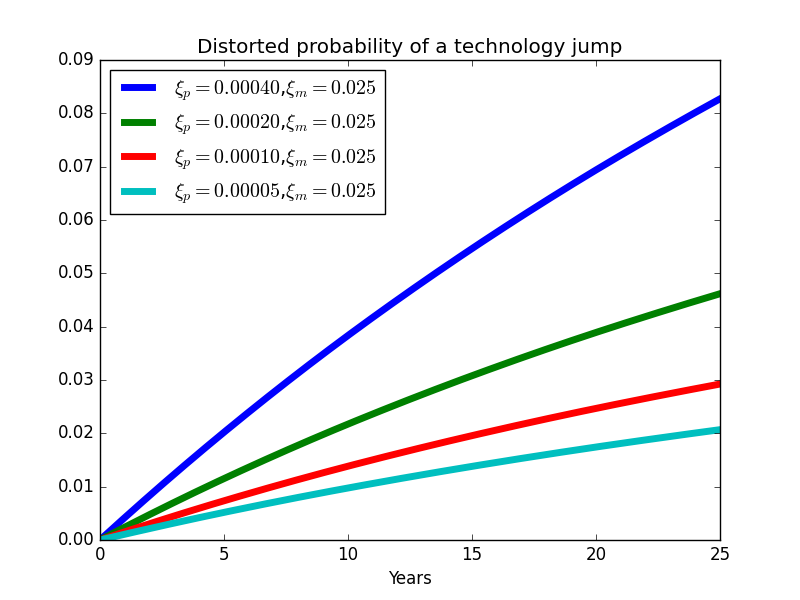 Distorted probability of a technology jump
0.09
0.08
0.07
0.06
0.05
0.04
0.03
0.02
0.01
0.00
ξp = 0.00040,ξm = 0.025
ξp = 0.00020,ξm = 0.025
ξp = 0.00010,ξm = 0.025
ξp = 0.00005,ξm = 0.025
0 5 10 15 20 25
Years